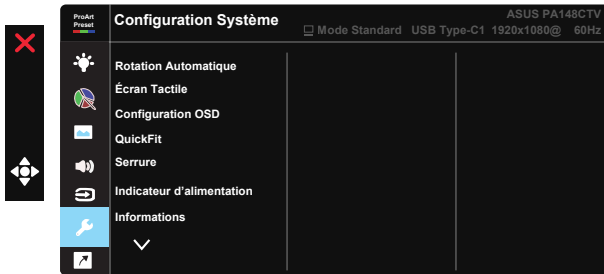 ProArt
Preset
Configuration Système
ASUS PA148CTV
Mode Standard USB Type-C1 1920x1080@ 60Hz
Rotation Automatique
Écran Tactile
Configuration OSD
QuickFit
Serrure
Indicateur d'alimentation
Informations